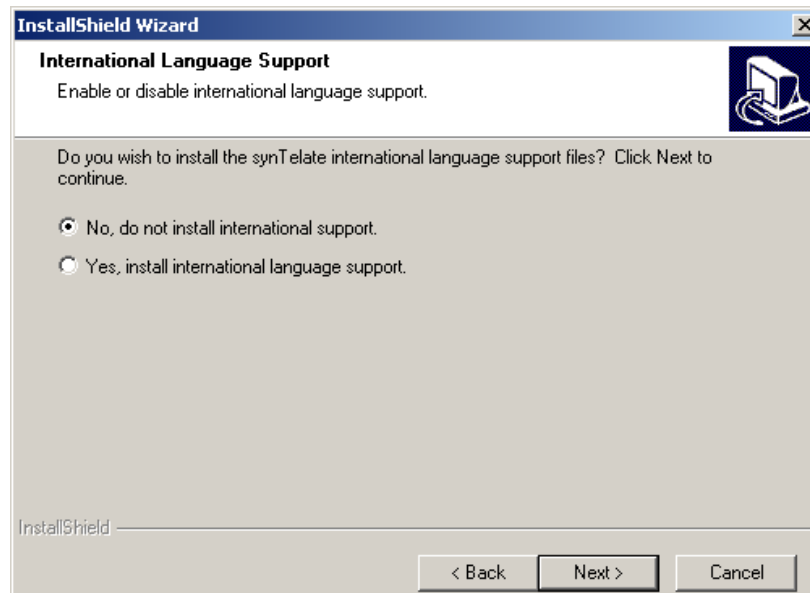 InstallShield Wizard
International Language Support
Enable or disable international language support.
Do you wish to install the synTelate international language support files?  Click Next to
continue.
No, do not install international support.
Yes, install international language support.
InstallShield
< Back
Next >
Cancel